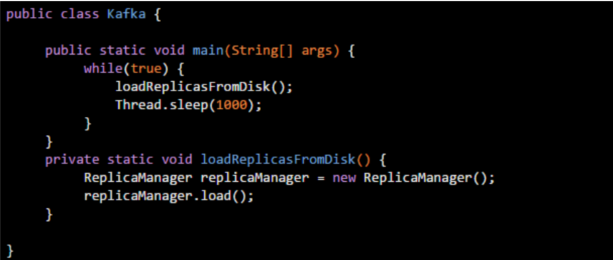 public class Kafka {
public static void main(String[] args) {
while(true) {
loadReplicasFromDisk();
Thread.sleep(1000);
}
}
private static void loadReplicasFromDisk() {
ReplicaManager replicaManager = new ReplicaManager();
replicaManager.load();
}
}